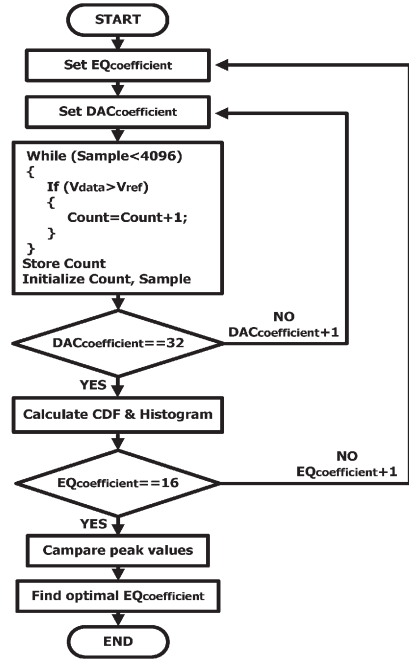 START
Set EQcoefficient
Set DACcoefficient
While (Sample<4096)
{
If (Vdata>Vref)
{
Count=Count+1;
}
}
Store Count
Initialize Count, Sample
NO
DACcoefficient+1
DACcoefficient==32
YES
Calculate CDF & Histogram
NO
EQcoefficient+1
EQcoefficient==16
YES
Campare peak values
Find optimal EQcoefficient
END